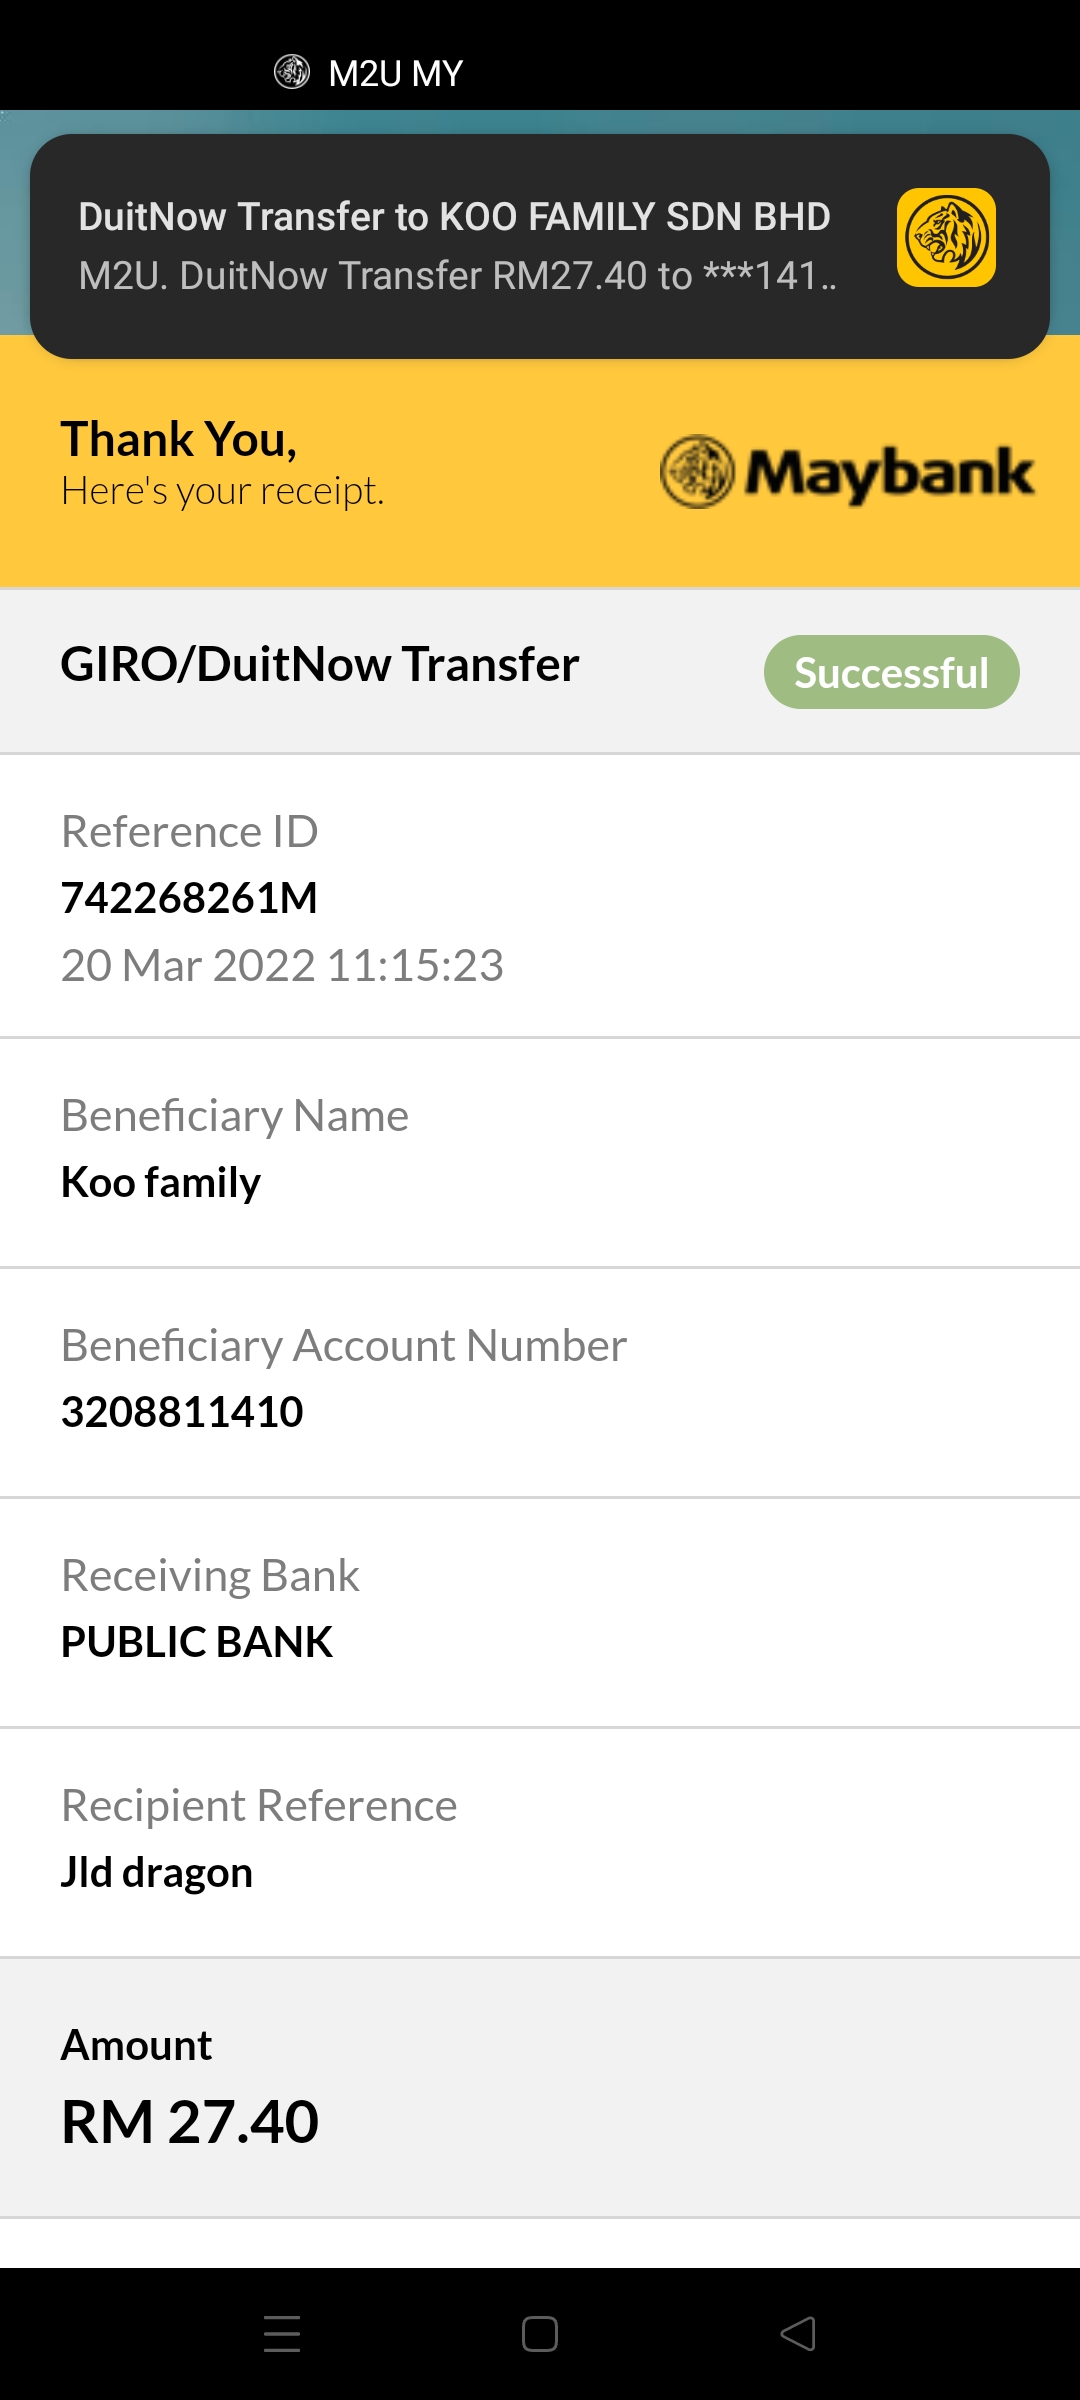 M2U MY
DuitNow Transfer to KOO FAMILY SDN BHD
M2U. DuitNow Transfer RM27.40 to ***141..
Thank You,
Here's your receipt.
Maybank
GIRO/DuitNow Transfer
Successful
Reference ID
742268261M
20 Mar 2022 11:15:23
Beneficiary Name
Koo family
Beneficiary Account Number
3208811410
Receiving Bank
PUBLIC BANK
Recipient Reference
Jld dragon
Amount
RM 27.40